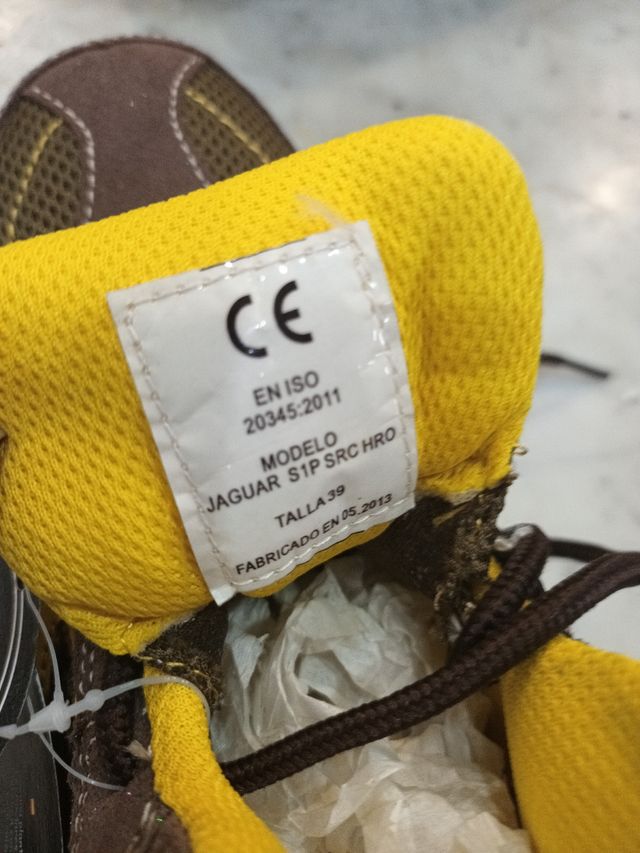 CE
EN ISO
20345:2011
MODELO
JAGUAR S1P SRC HRO
TALLA 39
FABRICADO EN 05.2013